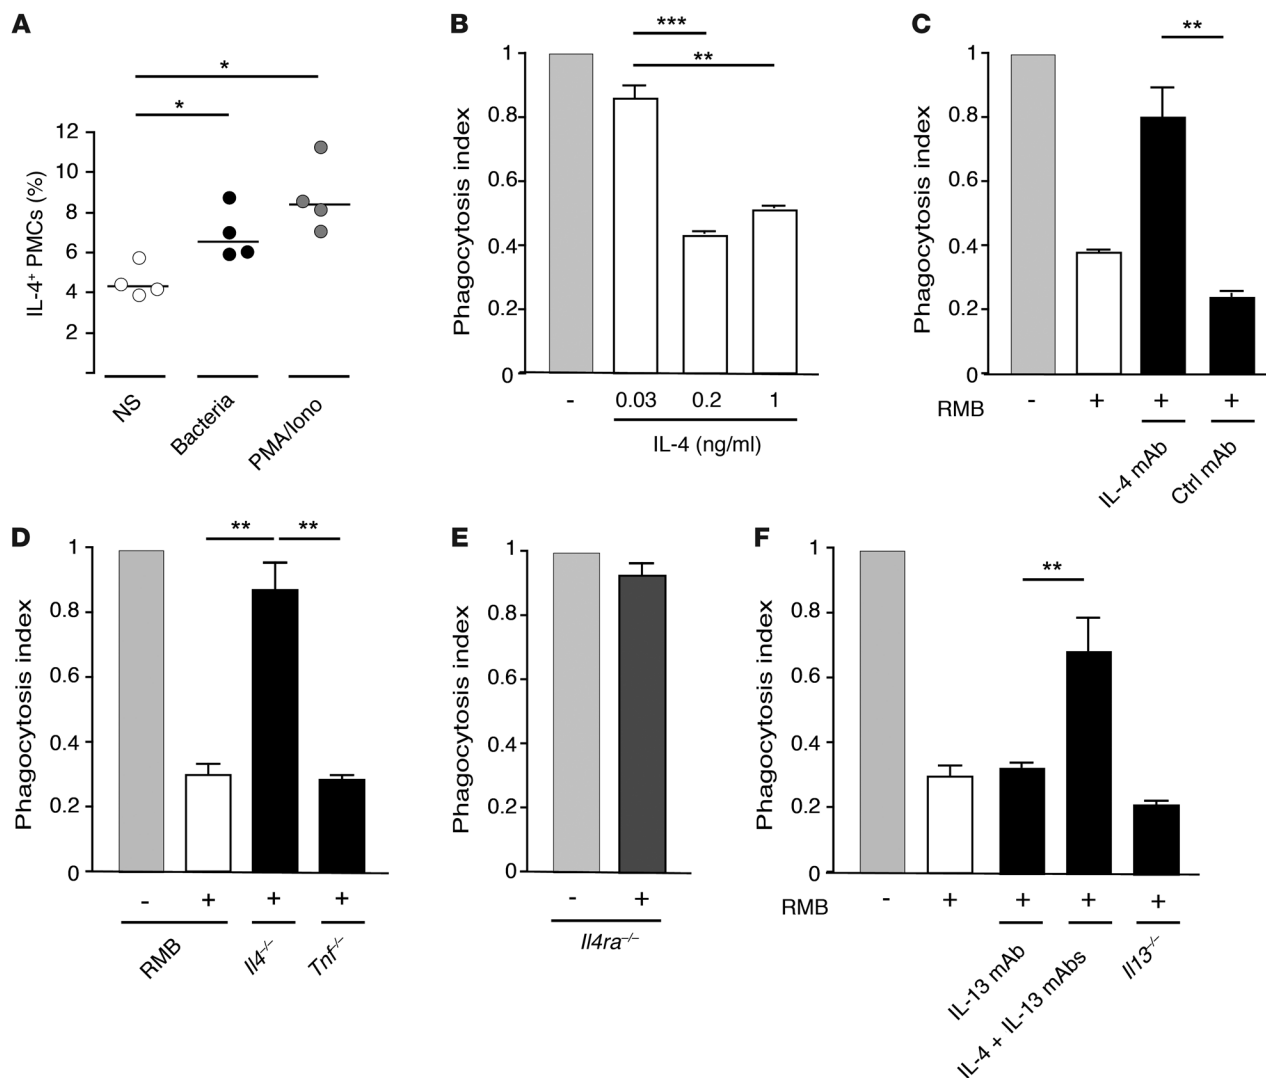 A
*
*
12
10
8
6
4
2
IL-4⁺ PMCs (%)
NS
Bacteria
PMA/Iono
B
***
**
1
0.8
0.6
0.4
0.2
0
Phagocytosis index
-
0.03
0.2
1
IL-4 (ng/ml)
C
**
1
0.8
0.6
0.4
0.2
0
Phagocytosis index
RMB
-
+
+
+
IL-4 mAb
Ctrl mAb
D
**
**
1
0.8
0.6
0.4
0.2
0
Phagocytosis index
-
+
+
+
RMB
Il4⁻/⁻
Tnf⁻/⁻
E
1
0.8
0.6
0.4
0.2
0
Phagocytosis index
-
+
Il4ra⁻/⁻
F
**
1
0.8
0.6
0.4
0.2
0
Phagocytosis index
RMB
-
+
+
+
+
IL-13 mAb
IL-4 + IL-13 mAbs
Il13⁻/⁻